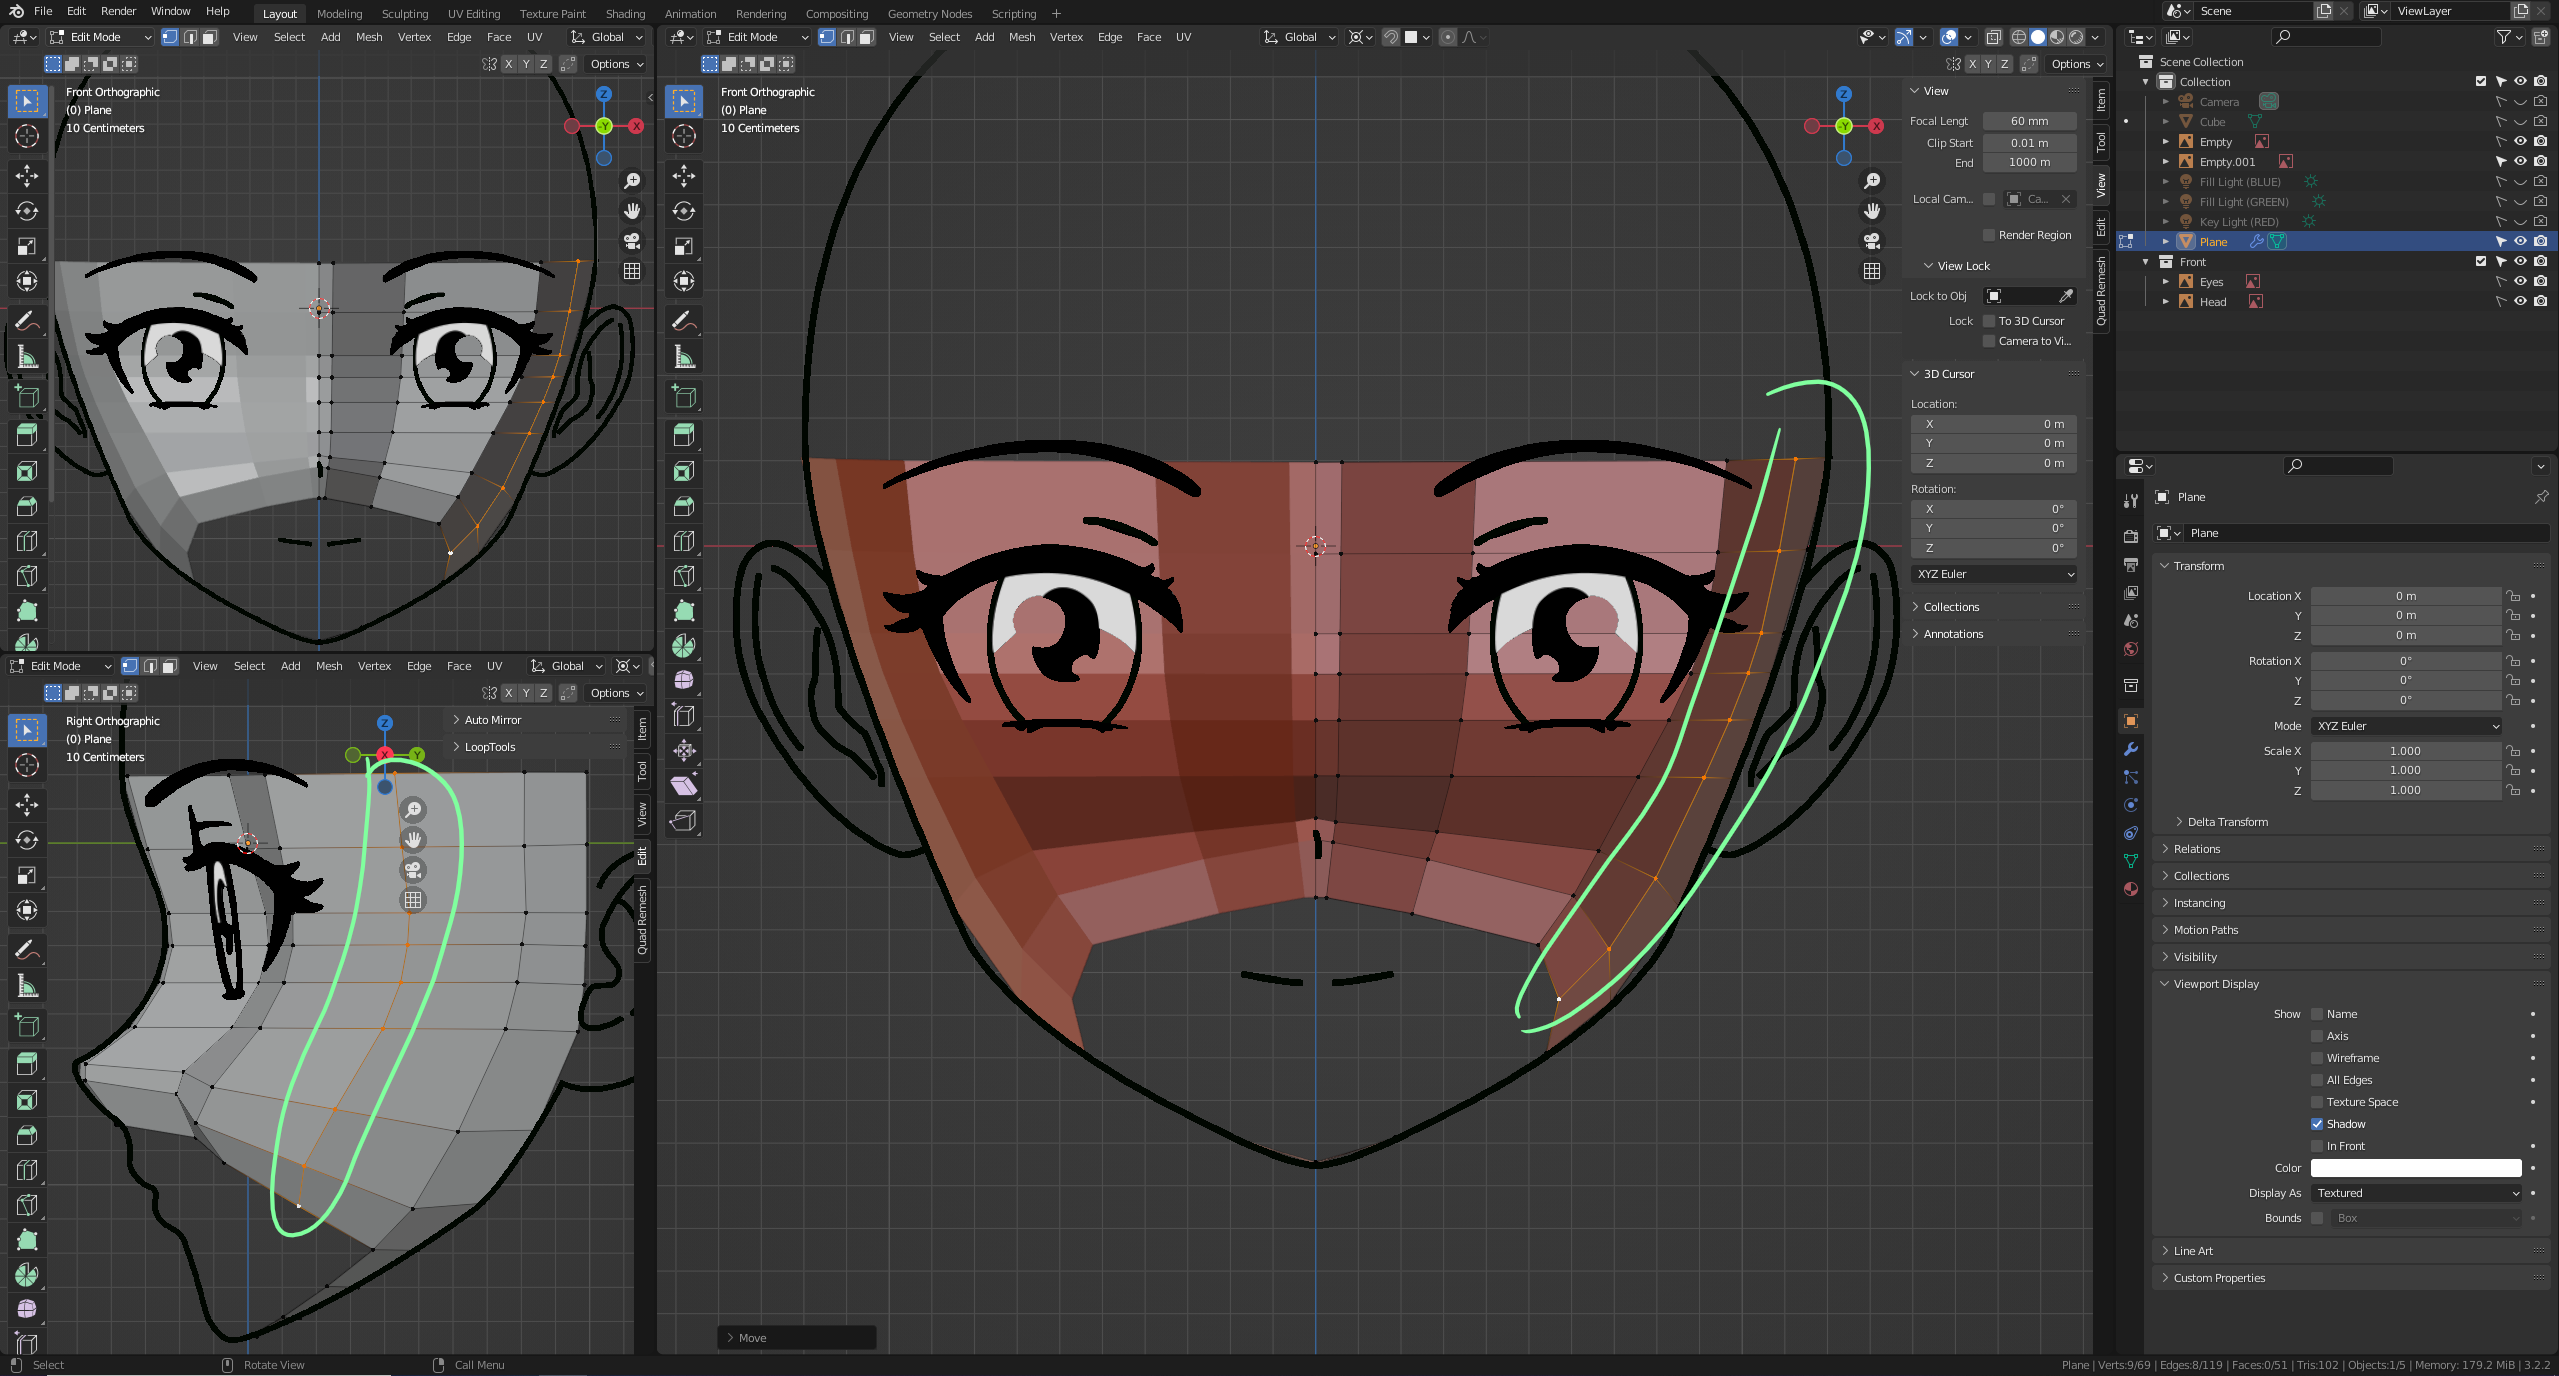 File Edit Render Window Help Layout Modeling Sculpting UV Editing Texture Paint Shading Animation Rendering Compositing Geometry Nodes Scripting + Scene ViewLayer
Edit Mode View Select Add Mesh Vertex Edge Face UV Global
X Y Z Options
Front Orthographic
(0) Plane
10 Centimeters
Z
-Y X
Edit Mode View Select Add Mesh Vertex Edge Face UV Global
X Y Z Options
Right Orthographic
(0) Plane
10 Centimeters
Z
X Y
Auto Mirror
LoopTools
Item
Tool
View
Edit
Quad Remesh
Edit Mode View Select Add Mesh Vertex Edge Face UV Global
X Y Z Options
Front Orthographic
(0) Plane
10 Centimeters
Z
-Y X
Move
View
Focal Lengt 60 mm
Clip Start 0.01 m
End 1000 m
Local Cam... Ca...
Render Region
View Lock
Lock to Obj
Lock To 3D Cursor
Camera to Vi...
3D Cursor
Location:
X 0 m
Y 0 m
Z 0 m
Rotation:
X 0°
Y 0°
Z 0°
XYZ Euler
Collections
Annotations
Item
Tool
View
Edit
Quad Remesh
Scene Collection
Collection
Camera
Cube
Empty
Empty.001
Fill Light (BLUE)
Fill Light (GREEN)
Key Light (RED)
Plane
Front
Eyes
Head
Plane
Plane
Transform
Location X 0 m
Y 0 m
Z 0 m
Rotation X 0°
Y 0°
Z 0°
Mode XYZ Euler
Scale X 1.000
Y 1.000
Z 1.000
Delta Transform
Relations
Collections
Instancing
Motion Paths
Visibility
Viewport Display
Show Name
Axis
Wireframe
All Edges
Texture Space
Shadow
In Front
Color
Display As Textured
Bounds Box
Line Art
Custom Properties
Select Rotate View Call Menu Plane | Verts:9/69 | Edges:8/119 | Faces:0/51 | Tris:102 | Objects:1/5 | Memory: 179.2 MiB | 3.2.2